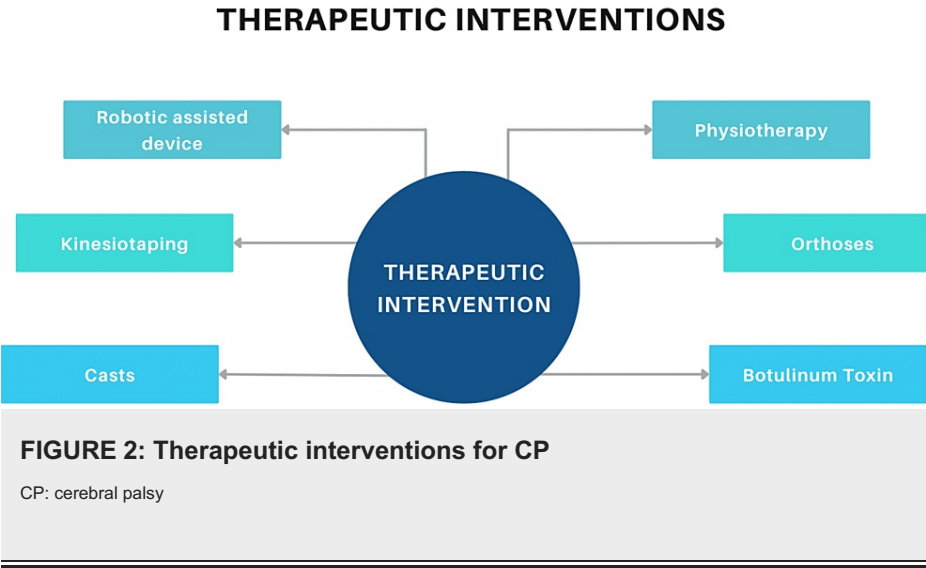 THERAPEUTIC INTERVENTIONS
Robotic assisted
device
Physiotherapy
Kinesiotaping
Orthoses
THERAPEUTIC
INTERVENTION
Casts
Botulinum Toxin
FIGURE 2: Therapeutic interventions for CP
CP: cerebral palsy